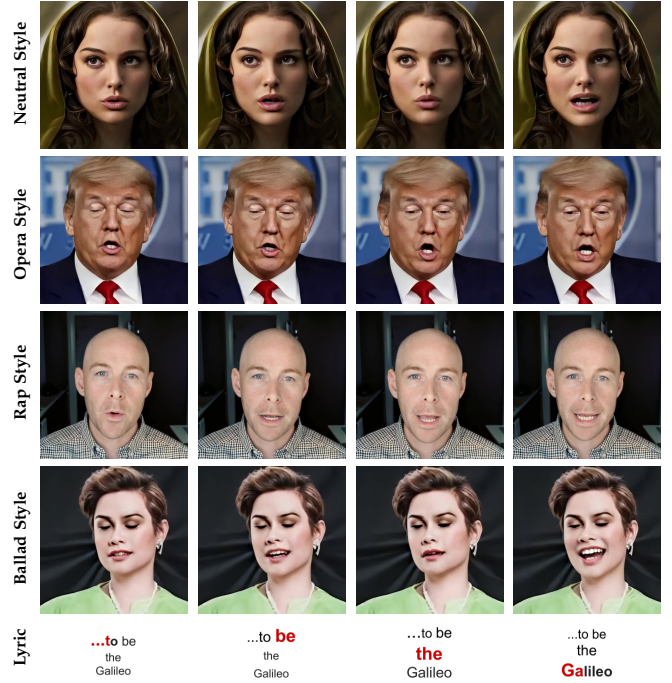 Neutral Style
Opera Style
Rap Style
Ballad Style
Lyric
...to be
the
Galileo
...to be
the
Galileo
...to be
the
Galileo
...to be
the
Galileo